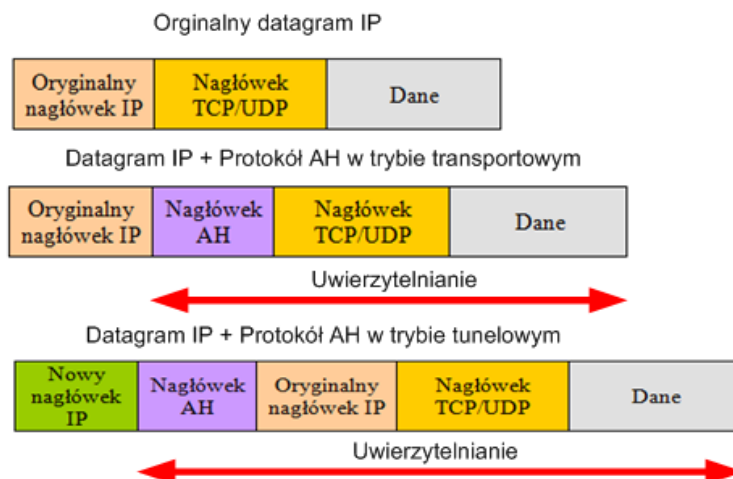 Orginalny datagram IP
Oryginalny
nagłówek IP
Nagłówek
TCP/UDP
Dane
Datagram IP + Protokół AH w trybie transportowym
Oryginalny
nagłówek IP
Nagłówek
AH
Nagłówek
TCP/UDP
Dane
Uwierzytelnianie
Datagram IP + Protokół AH w trybie tunelowym
Nowy
nagłówek
IP
Nagłówek
AH
Oryginalny
nagłówek IP
Nagłówek
TCP/UDP
Dane
Uwierzytelnianie